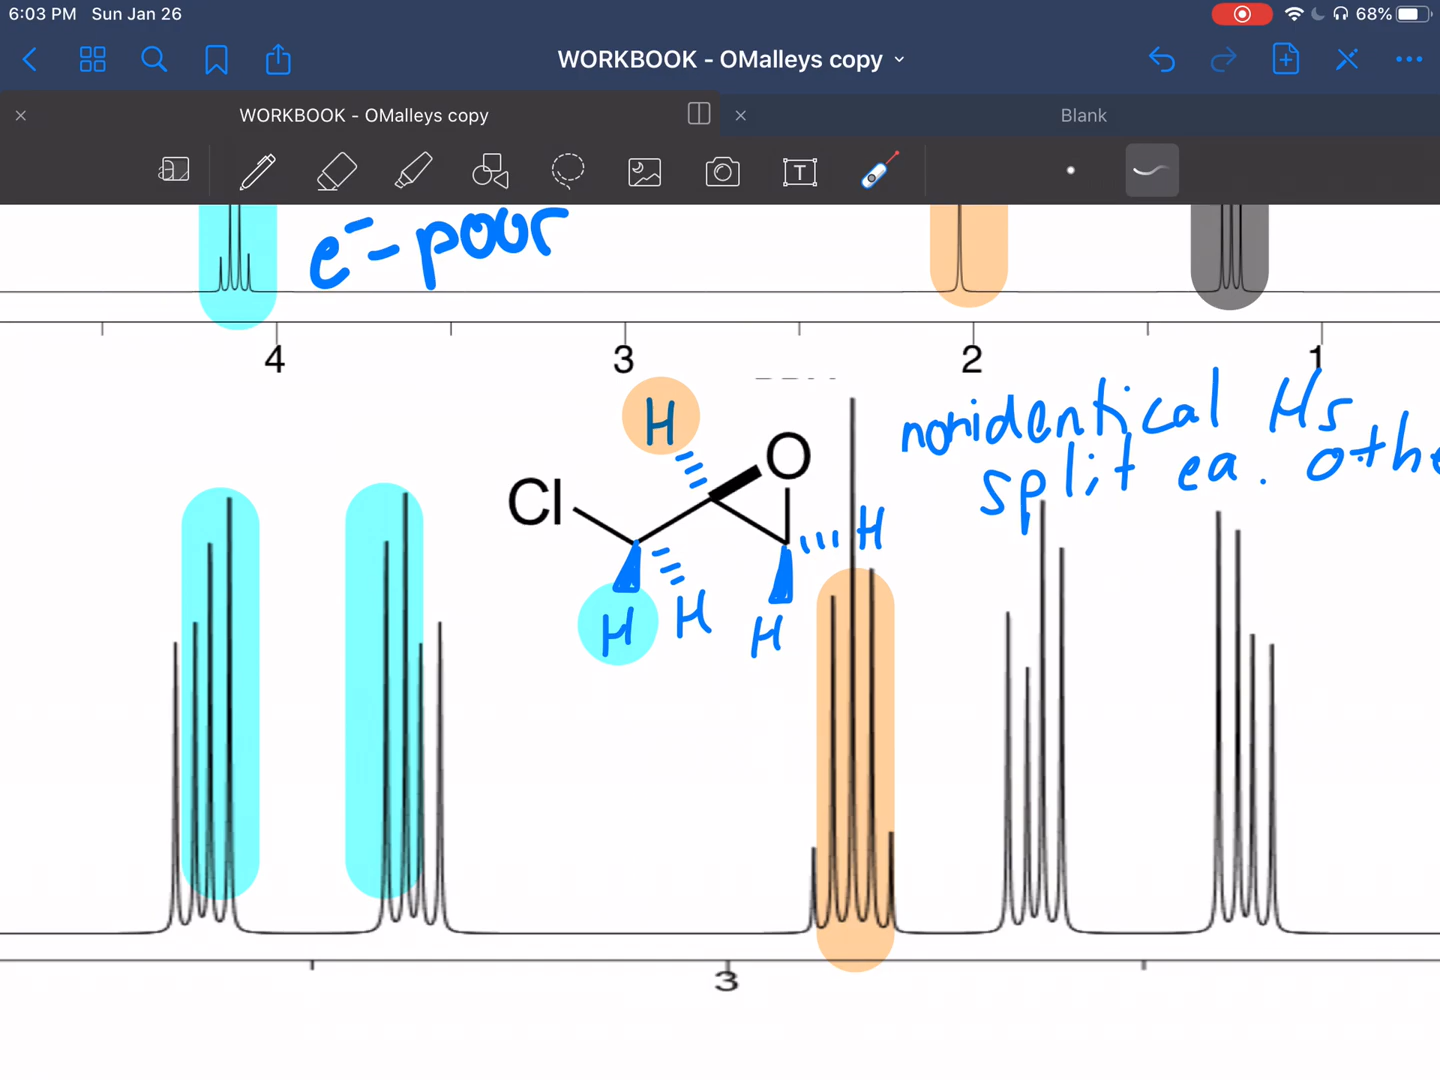 6:03 PM Sun Jan 26
68%
WORKBOOK - OMalleys copy
WORKBOOK - OMalleys copy
Blank
T
e⁻-poor
4 3 2 1
nonidentical Hs
split ea. othe
H
O
Cl
H
H
H
H
3